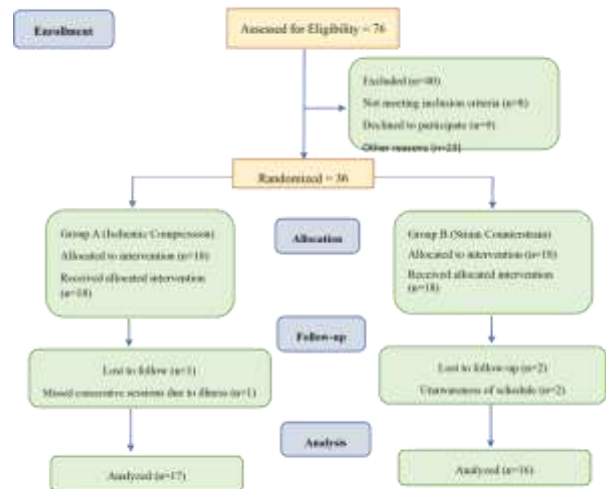 Enrollment
Assessed for Eligibility = 76
Excluded (n=40)
Not meeting inclusion criteria (n=8)
Declined to participate (n=9)
Other reasons (n=23)
Randomized = 36
Group A (Ischemic Compression)
Allocated to intervention (n=18)
Received allocated intervention
(n=18)
Allocation
Group B (Strain Counterstrain)
Allocated to intervention (n=18)
Received allocated intervention
(n=18)
Follow-up
Lost to follow (n=1)
Missed consecutive sessions due to illness (n=1)
Lost to follow-up (n=2)
Unawareness of schedule (n=2)
Analysis
Analyzed (n=17)
Analyzed (n=16)